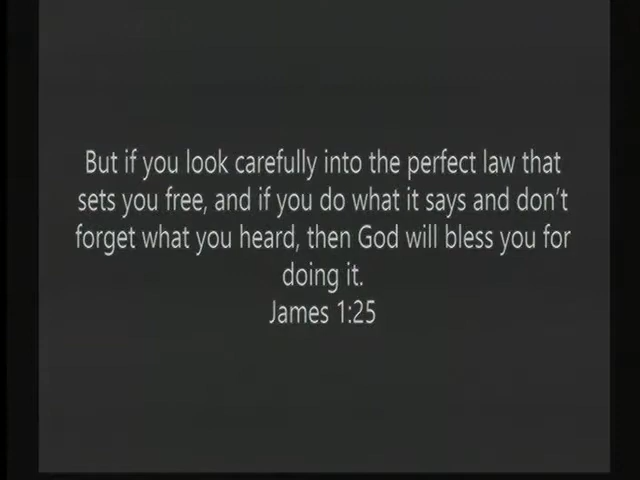 But if you look carefully into the perfect law that
sets you free, and if you do what it says and don't
forget what you heard, then God will bless you for
doing it.
James 1:25